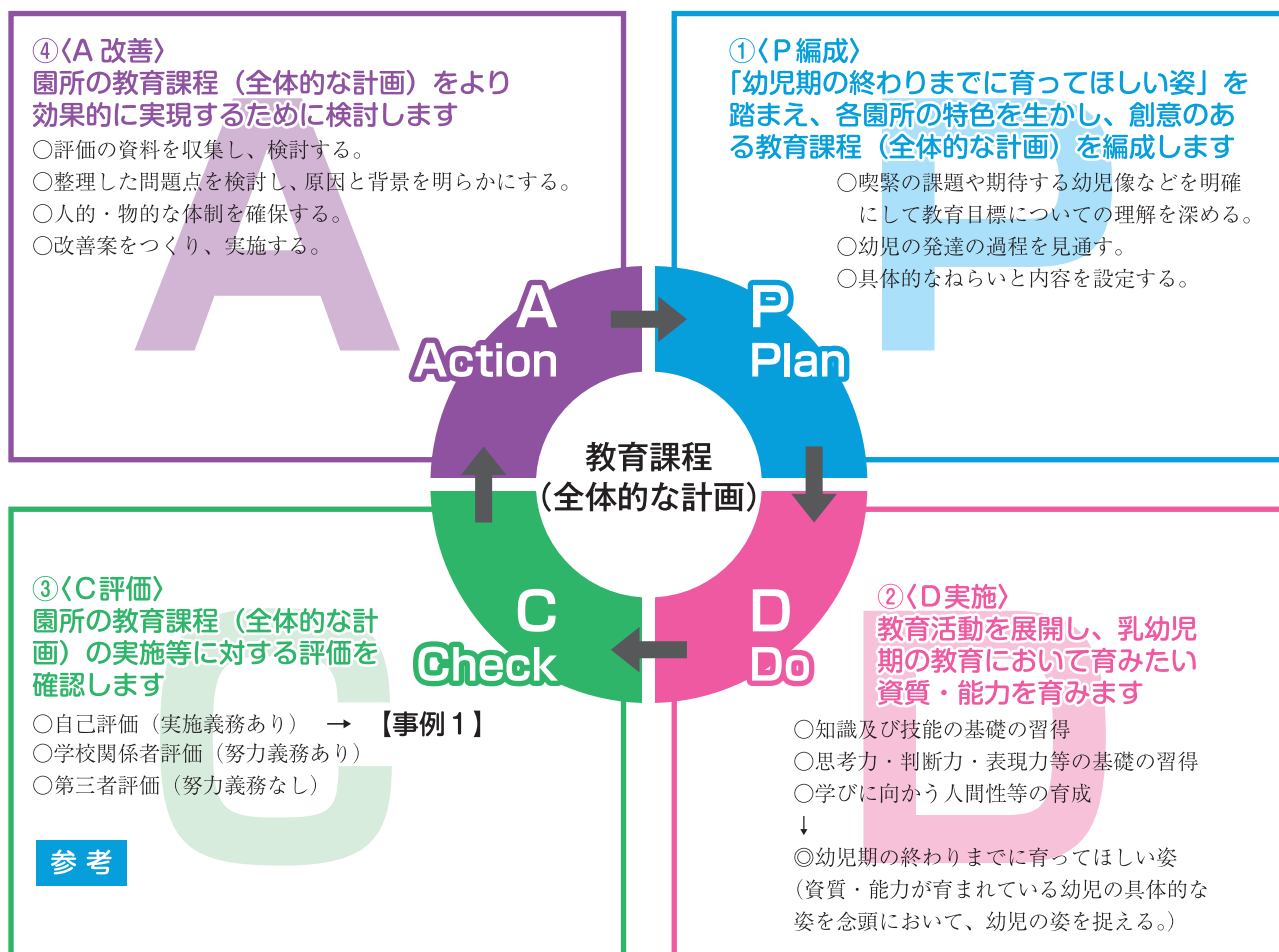 ④〈A 改善〉
園所の教育課程（全体的な計画）をより
効果的に実現するために検討します
○評価の資料を収集し、検討する。
○整理した問題点を検討し、原因と背景を明らかにする。
○人的・物的な体制を確保する。
○改善案をつくり、実施する。
A
①〈P 編成〉
「幼児期の終わりまでに育ってほしい姿」を
踏まえ、各園所の特色を生かし、創意のあ
る教育課程（全体的な計画）を編成します
○喫緊の課題や期待する幼児像などを明確
にして教育目標についての理解を深める。
○幼児の発達の過程を見通す。
○具体的なねらいと内容を設定する。
P
A
Action
P
Plan
教育課程
（全体的な計画）
C
Check
D
Do
③〈C 評価〉
園所の教育課程（全体的な計
画）の実施等に対する評価を
確認します
○自己評価（実施義務あり） → 【事例１】
○学校関係者評価（努力義務あり）
○第三者評価（努力義務なし）
C
参 考
②〈D 実施〉
教育活動を展開し、乳幼児
期の教育において育みたい
資質・能力を育みます
○知識及び技能の基礎の習得
○思考力・判断力・表現力等の基礎の習得
○学びに向かう人間性等の育成
↓
◎幼児期の終わりまでに育ってほしい姿
（資質・能力が育まれている幼児の具体的な
姿を念頭において、幼児の姿を捉える。）
D